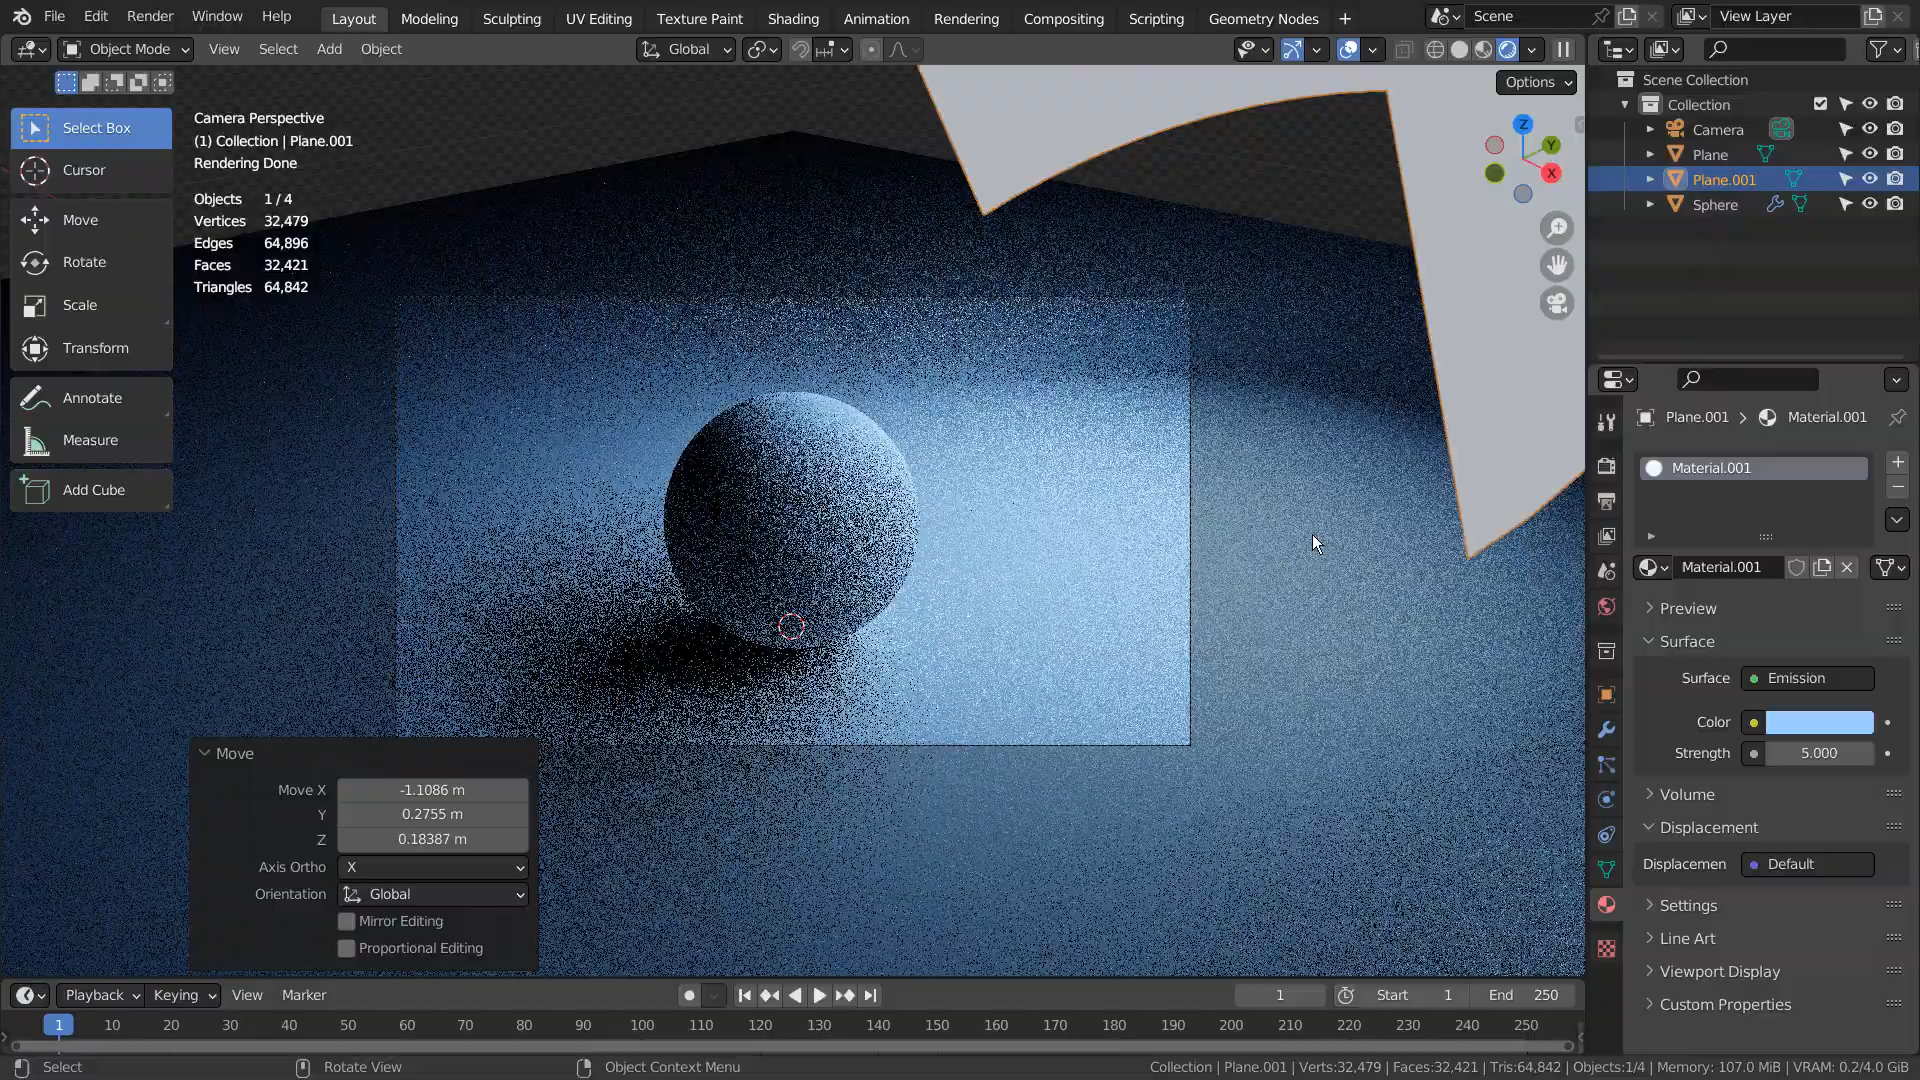 File Edit Render Window Help Layout Modeling Sculpting UV Editing Texture Paint Shading Animation Rendering Compositing Scripting Geometry Nodes + Scene View Layer
Object Mode View Select Add Object Global
Options
Select Box
Cursor
Move
Rotate
Scale
Transform
Annotate
Measure
Add Cube
Camera Perspective
(1) Collection | Plane.001
Rendering Done
Objects 1 / 4
Vertices 32,479
Edges 64,896
Faces 32,421
Triangles 64,842
Z
Y
X
Move
Move X -1.1086 m
Y 0.2755 m
Z 0.18387 m
Axis Ortho X
Orientation Global
Mirror Editing
Proportional Editing
Scene Collection
Collection
Camera
Plane
Plane.001
Sphere
Plane.001 > Material.001
Material.001
Material.001
Preview
Surface
Surface Emission
Color
Strength 5.000
Volume
Displacement
Displacemen Default
Settings
Line Art
Viewport Display
Custom Properties
Playback Keying View Marker 1 Start 1 End 250
1 10 20 30 40 50 60 70 80 90 100 110 120 130 140 150 160 170 180 190 200 210 220 230 240 250
Select Rotate View Object Context Menu Collection | Plane.001 | Verts:32,479 | Faces:32,421 | Tris:64,842 | Objects:1/4 | Memory: 107.0 MiB | VRAM: 0.2/4.0 GiB